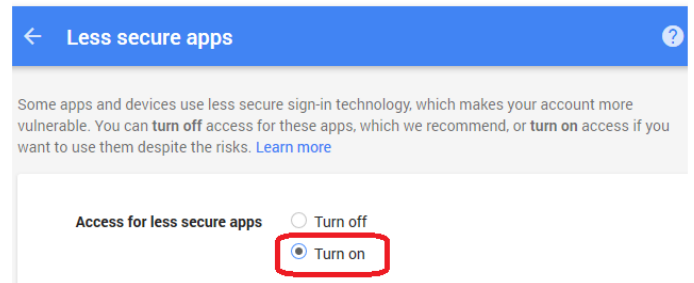 Less secure apps
?
Some apps and devices use less secure sign-in technology, which makes your account more
vulnerable. You can turn off access for these apps, which we recommend, or turn on access if you
want to use them despite the risks. Learn more
Access for less secure apps Turn off
Turn on